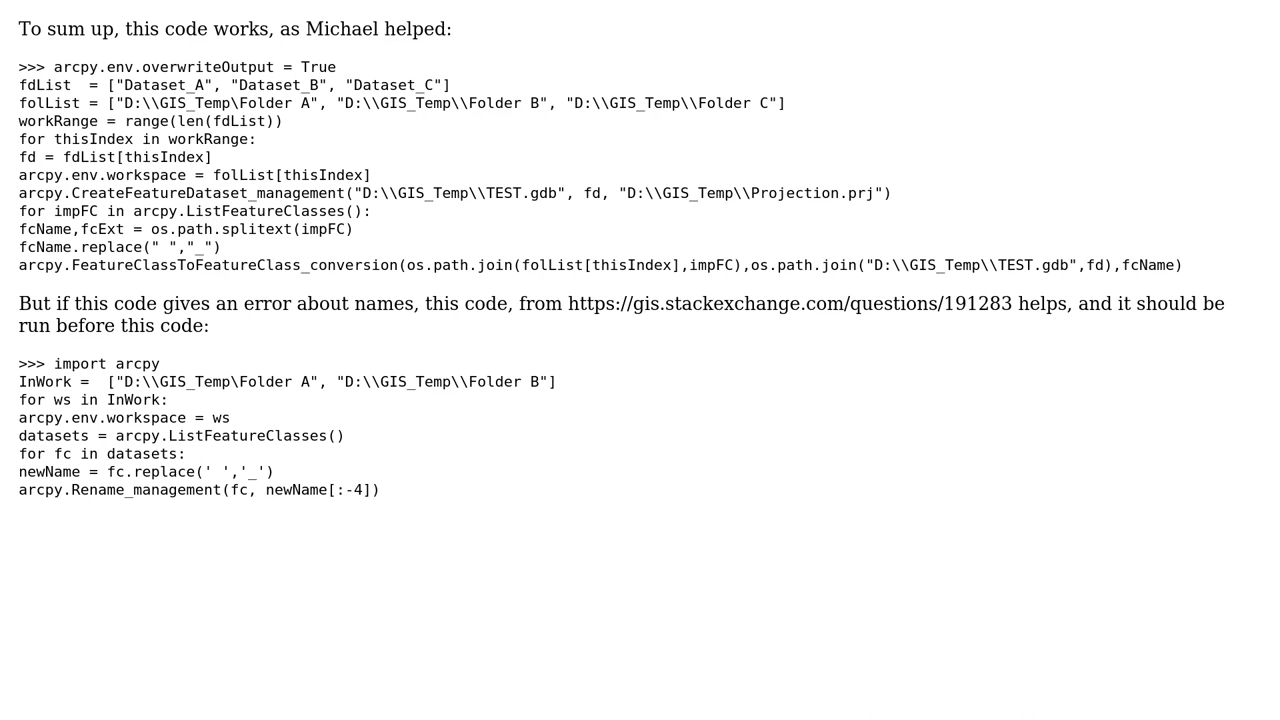 To sum up, this code works, as Michael helped:
>>> arcpy.env.overwriteOutput = True
fdList  = ["Dataset_A", "Dataset_B", "Dataset_C"]
folList = ["D:\\GIS_Temp\Folder A", "D:\\GIS_Temp\\Folder B", "D:\\GIS_Temp\\Folder C"]
workRange = range(len(fdList))
for thisIndex in workRange:
fd = fdList[thisIndex]
arcpy.env.workspace = folList[thisIndex]
arcpy.CreateFeatureDataset_management("D:\\GIS_Temp\\TEST.gdb", fd, "D:\\GIS_Temp\\Projection.prj")
for impFC in arcpy.ListFeatureClasses():
fcName,fcExt = os.path.splitext(impFC)
fcName.replace(" ","_")
arcpy.FeatureClassToFeatureClass_conversion(os.path.join(folList[thisIndex],impFC),os.path.join("D:\\GIS_Temp\\TEST.gdb",fd),fcName)
But if this code gives an error about names, this code, from https://gis.stackexchange.com/questions/191283 helps, and it should be
run before this code:
>>> import arcpy
InWork =  ["D:\\GIS_Temp\Folder A", "D:\\GIS_Temp\\Folder B"]
for ws in InWork:
arcpy.env.workspace = ws
datasets = arcpy.ListFeatureClasses()
for fc in datasets:
newName = fc.replace(' ','_')
arcpy.Rename_management(fc, newName[:-4])